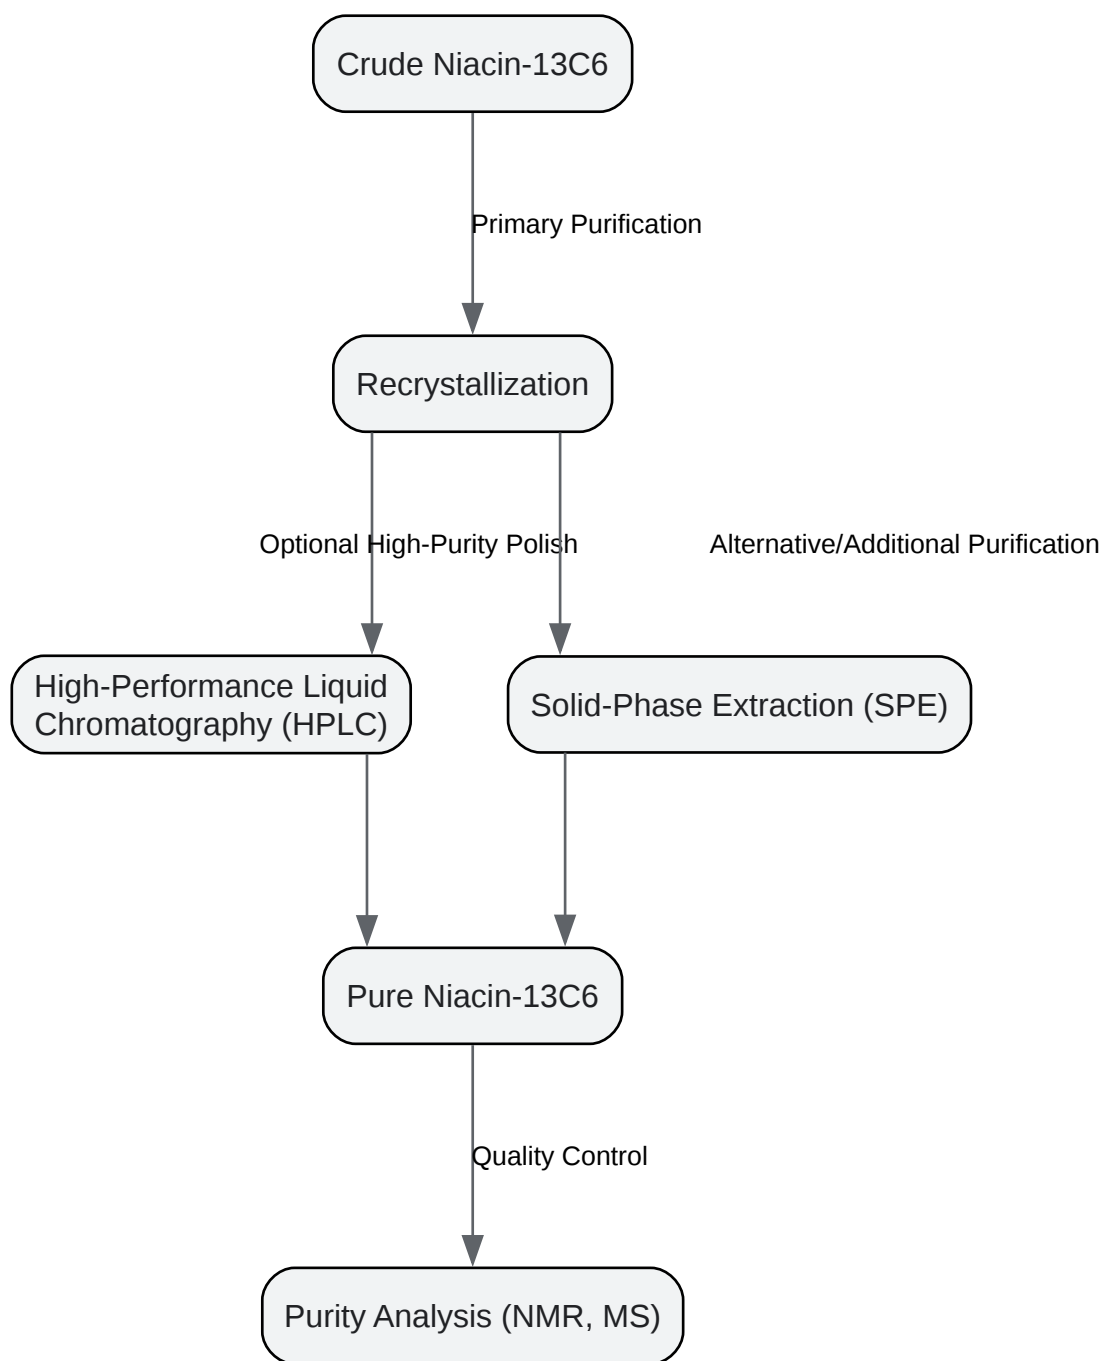 Crude Niacin-13C6
Primary Purification
Recrystallization
Optional High-Purity Polish
Alternative/Additional Purification
High-Performance Liquid
Chromatography (HPLC)
Solid-Phase Extraction (SPE)
Pure Niacin-13C6
Quality Control
Purity Analysis (NMR, MS)